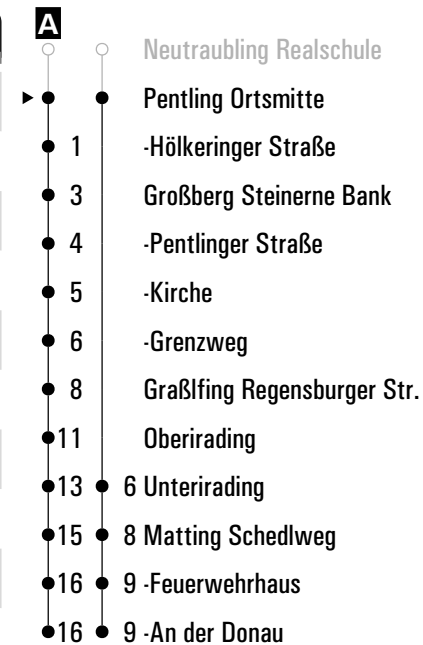 A
Neutraubling Realschule
Pentling Ortsmitte
1 -Hölkeringer Straße
3 Großberg Steinerne Bank
4 -Pentlinger Straße
5 -Kirche
6 -Grenzweg
8 Graßlfing Regensburger Str.
11 Oberirading
13 6 Unterirading
15 8 Matting Schedlweg
16 9 -Feuerwehrhaus
16 9 -An der Donau